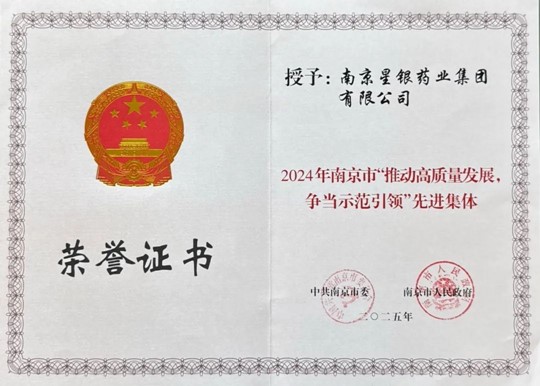 荣誉证书
授予：南京星银药业集团
有限公司
2024年南京市“推动高质量发展，
争当示范引领”先进集体
中共南京市委 南京市人民政府
二〇二五年